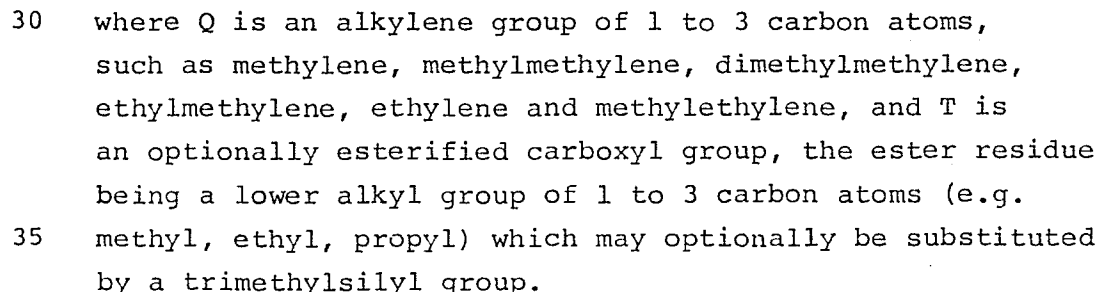 30 where Q is an alkylene group of 1 to 3 carbon atoms,
such as methylene, methylmethylene, dimethylmethylene,
ethylmethylene, ethylene and methylethylene, and T is
an optionally esterified carboxyl group, the ester residue
being a lower alkyl group of 1 to 3 carbon atoms (e.g.
35 methyl, ethyl, propyl) which may optionally be substituted
by a trimethylsilyl group.